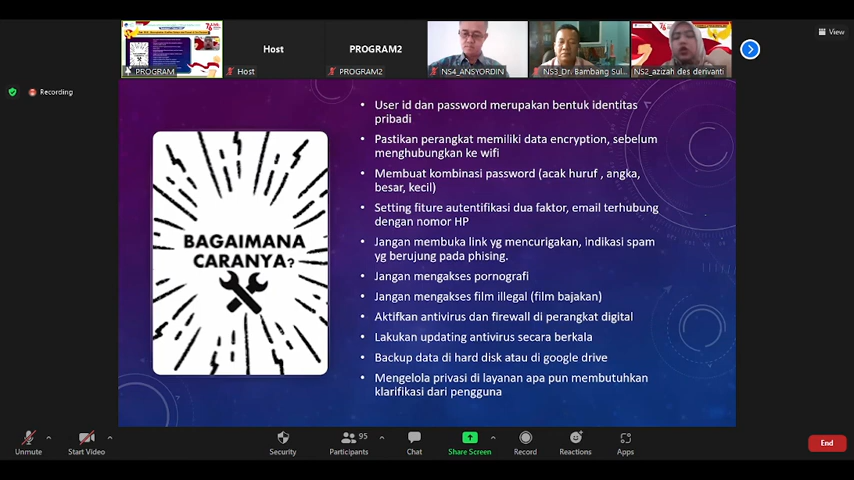 View
PROGRAM
Host
Host
PROGRAM2
PROGRAM2
NS4_ANSYORDIN
NS3_Dr. Bambang Sul...
NS2_azizah des derivanti
Recording
BAGAIMANA
CARANYA?
• User id dan password merupakan bentuk identitas
pribadi
• Pastikan perangkat memiliki data encryption, sebelum
menghubungkan ke wifi
• Membuat kombinasi password (acak huruf , angka,
besar, kecil)
• Setting fiture autentifikasi dua faktor, email terhubung
dengan nomor HP
• Jangan membuka link yg mencurigakan, indikasi spam
yg berujung pada phising.
• Jangan mengakses pornografi
• Jangan mengakses film illegal (film bajakan)
• Aktifkan antivirus dan firewall di perangkat digital
• Lakukan updating antivirus secara berkala
• Backup data di hard disk atau di google drive
• Mengelola privasi di layanan apa pun membutuhkan
klarifikasi dari pengguna
Unmute
Start Video
Security
Participants
95
Chat
Share Screen
Record
Reactions
Apps
End